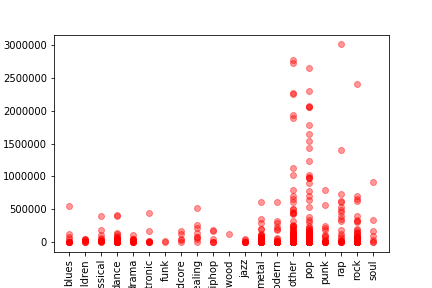 3000000
2500000
2000000
1500000
1000000
500000
0
blues
ldren
ssical
dance
drama
tronic
funk
dcore
ealing
iphop
wood
jazz
metal
odern
other
pop
punk
rap
rock
soul